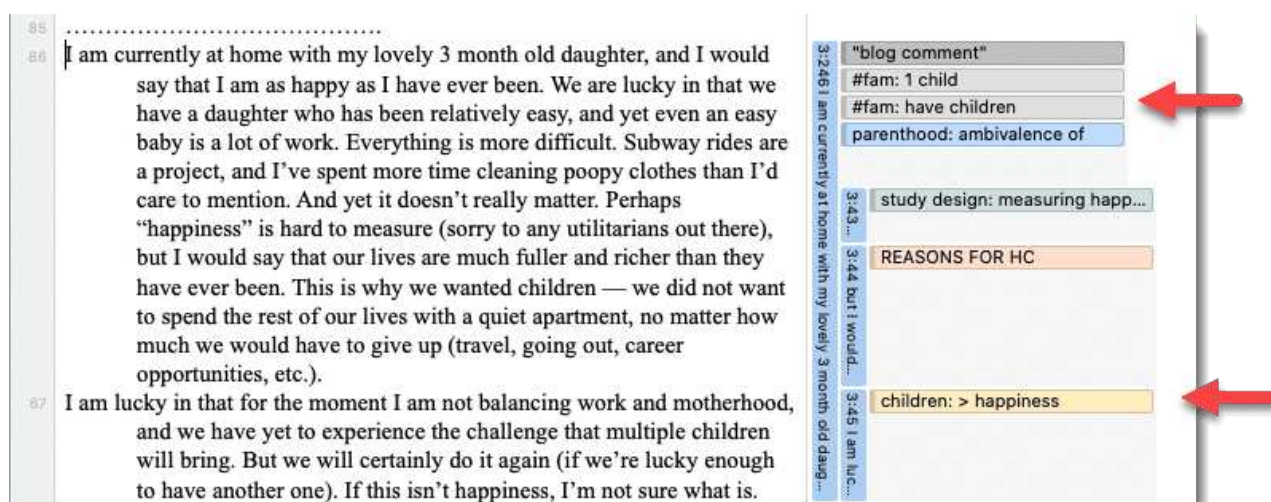 85 ..........................................
86 I am currently at home with my lovely 3 month old daughter, and I would
say that I am as happy as I have ever been. We are lucky in that we
have a daughter who has been relatively easy, and yet even an easy
baby is a lot of work. Everything is more difficult. Subway rides are
a project, and I’ve spent more time cleaning poopy clothes than I’d
care to mention. And yet it doesn’t really matter. Perhaps
“happiness” is hard to measure (sorry to any utilitarians out there),
but I would say that our lives are much fuller and richer than they
have ever been. This is why we wanted children — we did not want
to spend the rest of our lives with a quiet apartment, no matter how
much we would have to give up (travel, going out, career
opportunities, etc.).
67 I am lucky in that for the moment I am not balancing work and motherhood,
and we have yet to experience the challenge that multiple children
will bring. But we will certainly do it again (if we’re lucky enough
to have another one). If this isn’t happiness, I’m not sure what is.
3:246 I am currently at home with my lovely 3 month old daug...
"blog comment"
#fam: 1 child
#fam: have children
parenthood: ambivalence of
3:43...
study design: measuring happ...
3:44 but I would...
REASONS FOR HC
3:45 I am luc...
children: > happiness